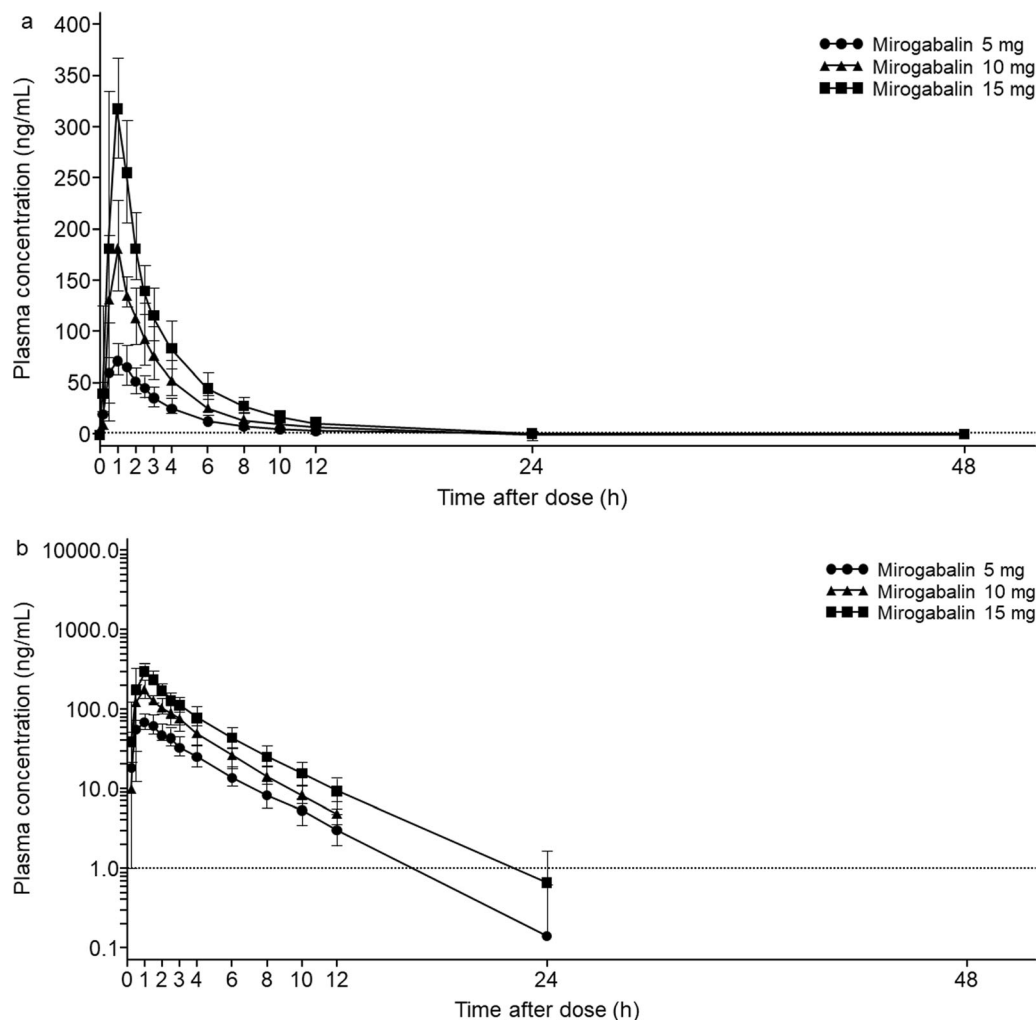 a
400
350
300
250
200
150
100
50
0
Plasma concentration (ng/mL)
Mirogabalin 5 mg
Mirogabalin 10 mg
Mirogabalin 15 mg
0 1 2 3 4 6 8 10 12 24 48
Time after dose (h)
b
10000.0
1000.0
100.0
10.0
1.0
0.1
Plasma concentration (ng/mL)
Mirogabalin 5 mg
Mirogabalin 10 mg
Mirogabalin 15 mg
0 1 2 3 4 6 8 10 12 24 48
Time after dose (h)